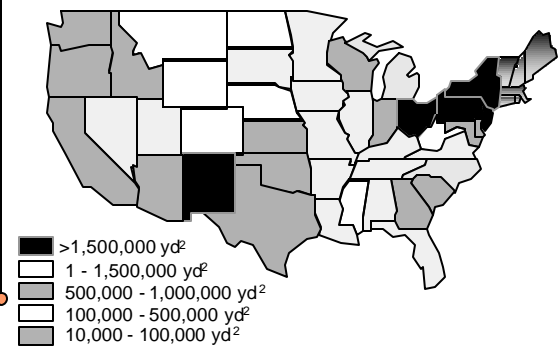 >1,500,000 yd²
1 - 1,500,000 yd²
500,000 - 1,000,000 yd²
100,000 - 500,000 yd²
10,000 - 100,000 yd²